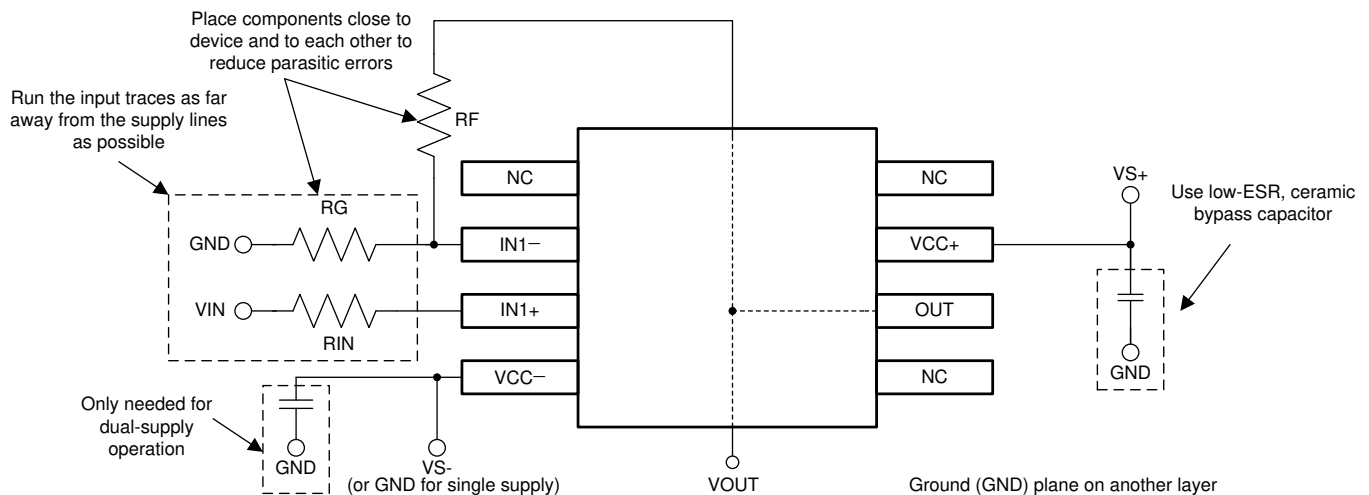 Place components close to
device and to each other to
reduce parasitic errors
Run the input traces as far
away from the supply lines
as possible
RF
NC
NC
VS+
Use low-ESR, ceramic
bypass capacitor
RG
GND
IN1−
VCC+
VIN
IN1+
OUT
RIN
VCC−
NC
GND
Only needed for
dual-supply
operation
GND
VS-
(or GND for single supply)
VOUT
Ground (GND) plane on another layer